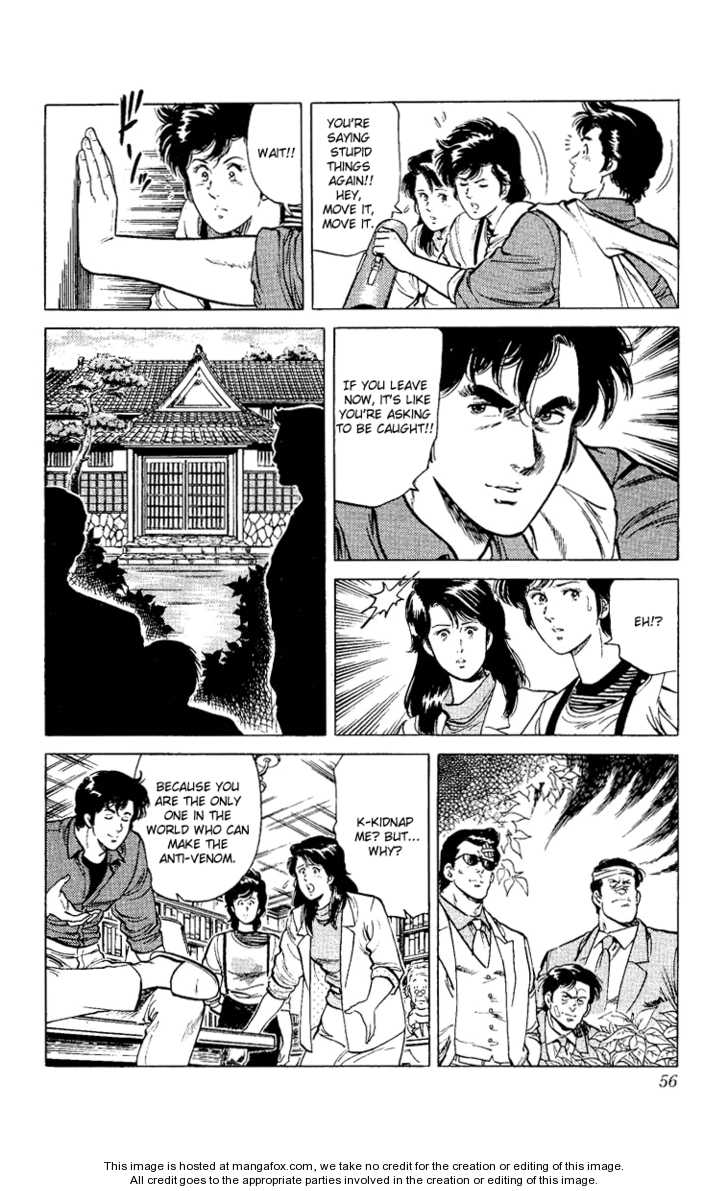 YOU'RE
SAYING
STUPID
THINGS
AGAIN!!
HEY,
MOVE IT,
MOVE IT.
WAIT!!
ドッ
IF YOU LEAVE
NOW, IT'S LIKE
YOU'RE ASKING
TO BE CAUGHT!!
EH!?
K-KIDNAP
ME? BUT...
WHY?
BECAUSE YOU
ARE THE ONLY
ONE IN THE
WORLD WHO CAN
MAKE THE
ANTI-VENOM.
56
This image is hosted at mangafox.com, we take no credit for the creation or editing of this image.
All credit goes to the appropriate parties involved in the creation or editing of this image.